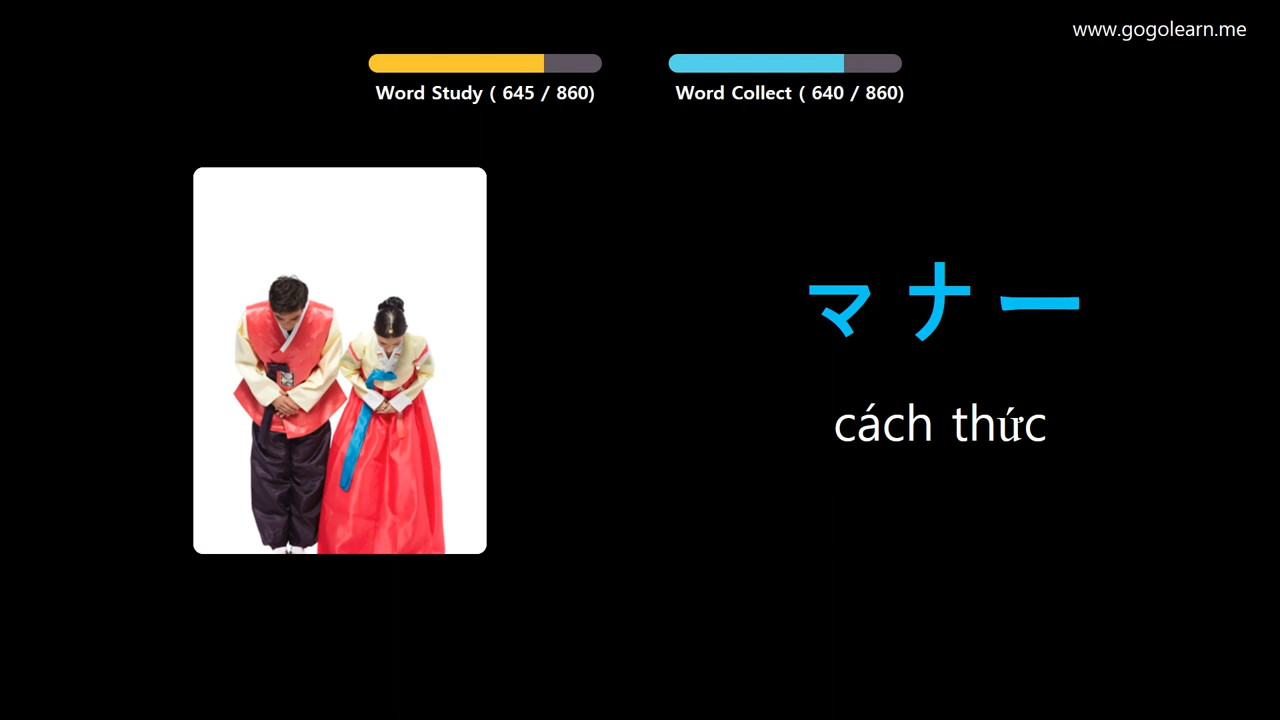 www.gogolearn.me
Word Study ( 645 / 860)
Word Collect ( 640 / 860)
マナー
cách thức